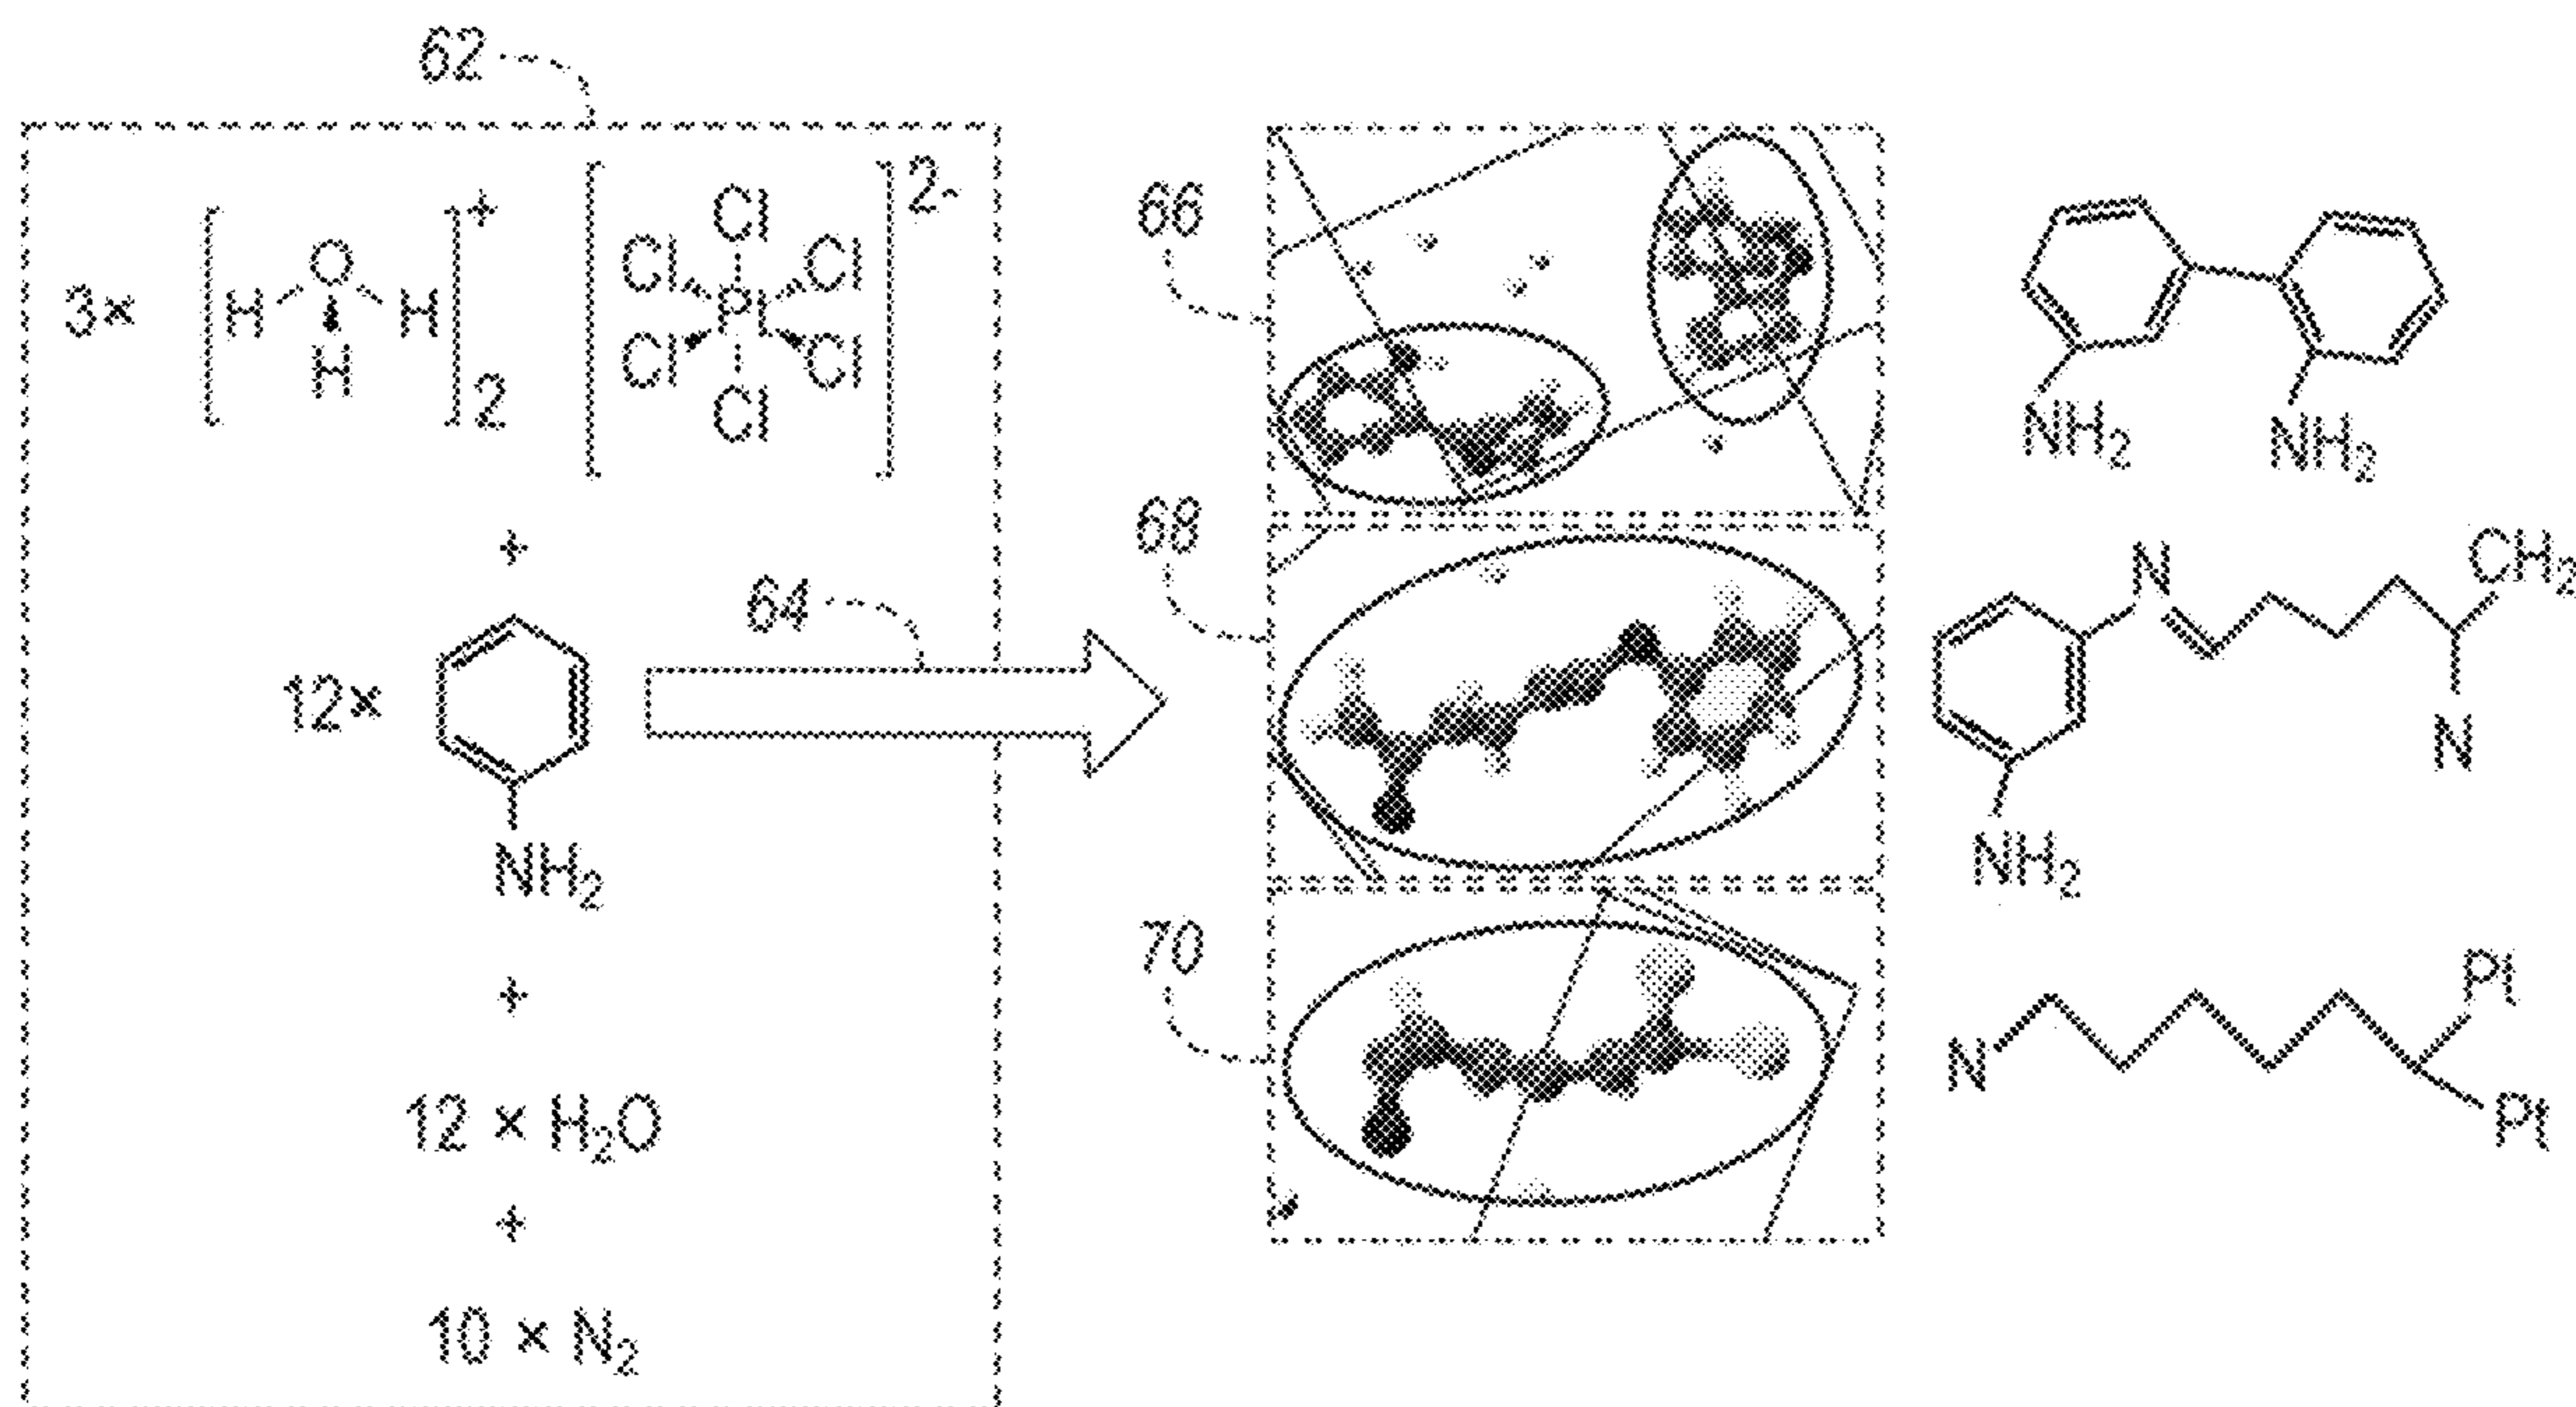 62
3× [ H O H H ]2+ [ Cl Cl Cl Pt Cl Cl Cl ]2-
+
12×
NH2
+
12 × H2O
+
10 × N2
64
66
NH2 NH2
68
N CH2
N
NH2
70
N Pt
Pt